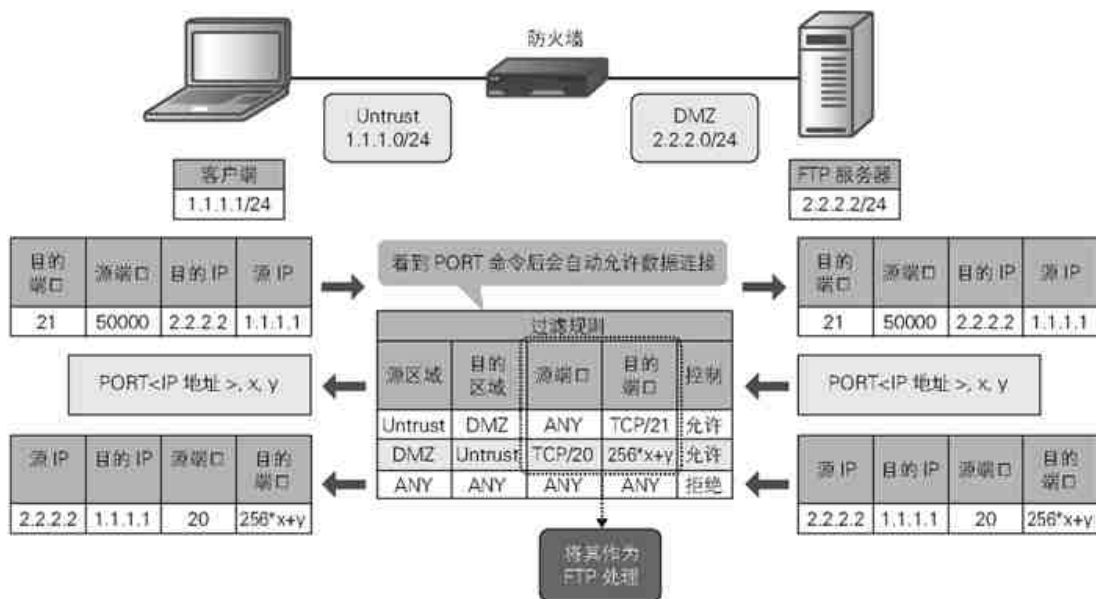 防火墙
Untrust
1.1.1.0/24
DMZ
2.2.2.0/24
客户端
1.1.1.1/24
FTP 服务器
2.2.2.2/24
目的端口 源端口 目的 IP 源 IP
21 50000 2.2.2.2 1.1.1.1
看到 PORT 命令后会自动允许数据连接
目的端口 源端口 目的 IP 源 IP
21 50000 2.2.2.2 1.1.1.1
PORT<IP 地址 >, x, y
过滤规则
源区域 目的区域 源端口 目的端口 控制
Untrust DMZ ANY TCP/21 允许
DMZ Untrust TCP/20 256*x+y 允许
ANY ANY ANY ANY 拒绝
PORT<IP 地址 >, x, y
源 IP 目的 IP 源端口 目的端口
2.2.2.2 1.1.1.1 20 256*x+y
源 IP 目的 IP 源端口 目的端口
2.2.2.2 1.1.1.1 20 256*x+y
将其作为
FTP 处理